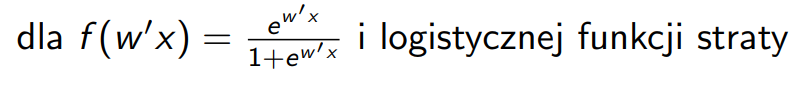 dla f(w′x) = e^{w′x} / (1+e^{w′x}) i logistycznej funkcji straty